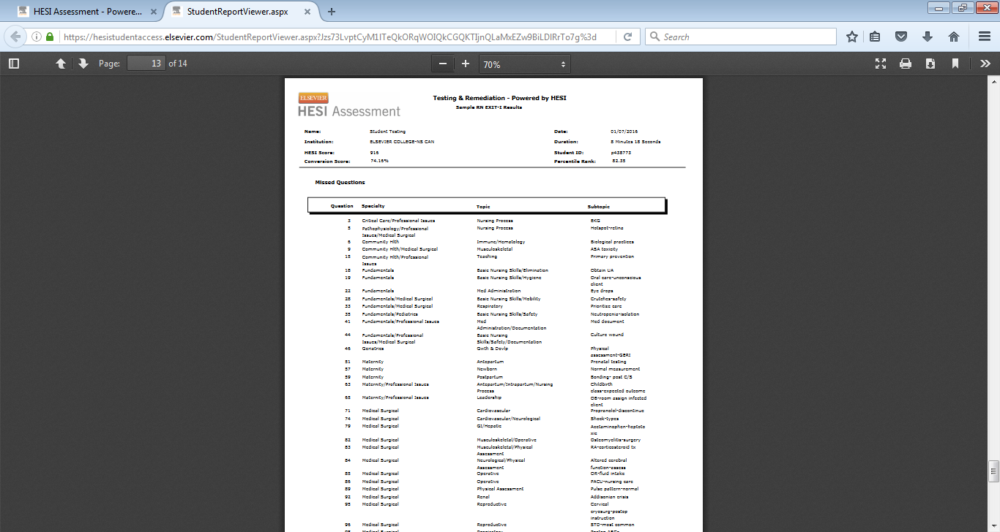 HESI Assessment - Powere...
StudentReportViewer.aspx
https://hesistudentaccess.elsevier.com/StudentReportViewer.aspx?Jzs73LvptCyM1ITeQkORqWOIQkCGQKTIjnQLaMxEZw9BiLDlRrTo7g%3d
Search
Page: 13 of 14
70%
ELSEVIER
HESI Assessment
Testing & Remediation - Powered by HESI
Sample RN EXIT-I Results
Name: Student Testing Date: 01/07/2016
Institution: ELSEVIER COLLEGE-NS CAN Duration: 8 Minutes 18 Seconds
HESI Score: 916 Student ID: p438773
Conversion Score: 74.16% Percentile Rank: 82.35
Missed Questions
Question Specialty Topic Subtopic
3 Critical Care/Professional Issues Nursing Process EKG
5 Pathophysiology/Professional Nursing Process Hotspot-retina
Issues/Medical Surgical
6 Community Hlth Immune/Hematology Biological practices
9 Community Hlth/Medical Surgical Musculoskeletal ASA toxicity
15 Community Hlth/Professional Teaching Primary prevention
Issues
18 Fundamentals Basic Nursing Skills/Elimination Obtain UA
19 Fundamentals Basic Nursing Skills/Hygiene Oral care-unconscious
client
22 Fundamentals Med Administration Eye drops
28 Fundamentals/Medical Surgical Basic Nursing Skills/Mobility Crutches-safety
33 Fundamentals/Medical Surgical Respiratory Prioritize care
35 Fundamentals/Pediatrics Basic Nursing Skills/Safety Neutropenia-isolation
41 Fundamentals/Professional Issues Med Med document
Administration/Documentation
44 Fundamentals/Professional Basic Nursing Culture wound
Issues/Medical Surgical Skills/Safety/Documentation
46 Geriatrics Gwth & Devlp Physical
assessment-GERI
51 Maternity Antepartum Prenatal testing
57 Maternity Newborn Normal measurement
59 Maternity Postpartum Bonding- post C/S
63 Maternity/Professional Issues Antepartum/Intrapartum/Nursing Childbirth
Process class-expected outcome
65 Maternity/Professional Issues Leadership OB-room assign infected
client
71 Medical Surgical Cardiovascular Propranolol-discontinue
74 Medical Surgical Cardiovascular/Neurological Shock-types
79 Medical Surgical GI/Hepatic Acetaminophen-heptoto
xic
82 Medical Surgical Musculoskeletal/Operative Osteomyelitis-surgery
83 Medical Surgical Musculoskeletal/Physical RA-corticosteroid tx
Assessment
84 Medical Surgical Neurological/Physical Altered cerebral
Assessment function-assess
85 Medical Surgical Operative OR-fluid intake
86 Medical Surgical Operative PACU-nursing care
89 Medical Surgical Physical Assessment Pulse pattern-normal
92 Medical Surgical Renal Addisonian crisis
95 Medical Surgical Reproductive Cervical
cryosurg-postop
instruction
96 Medical Surgical Reproductive STD-most common